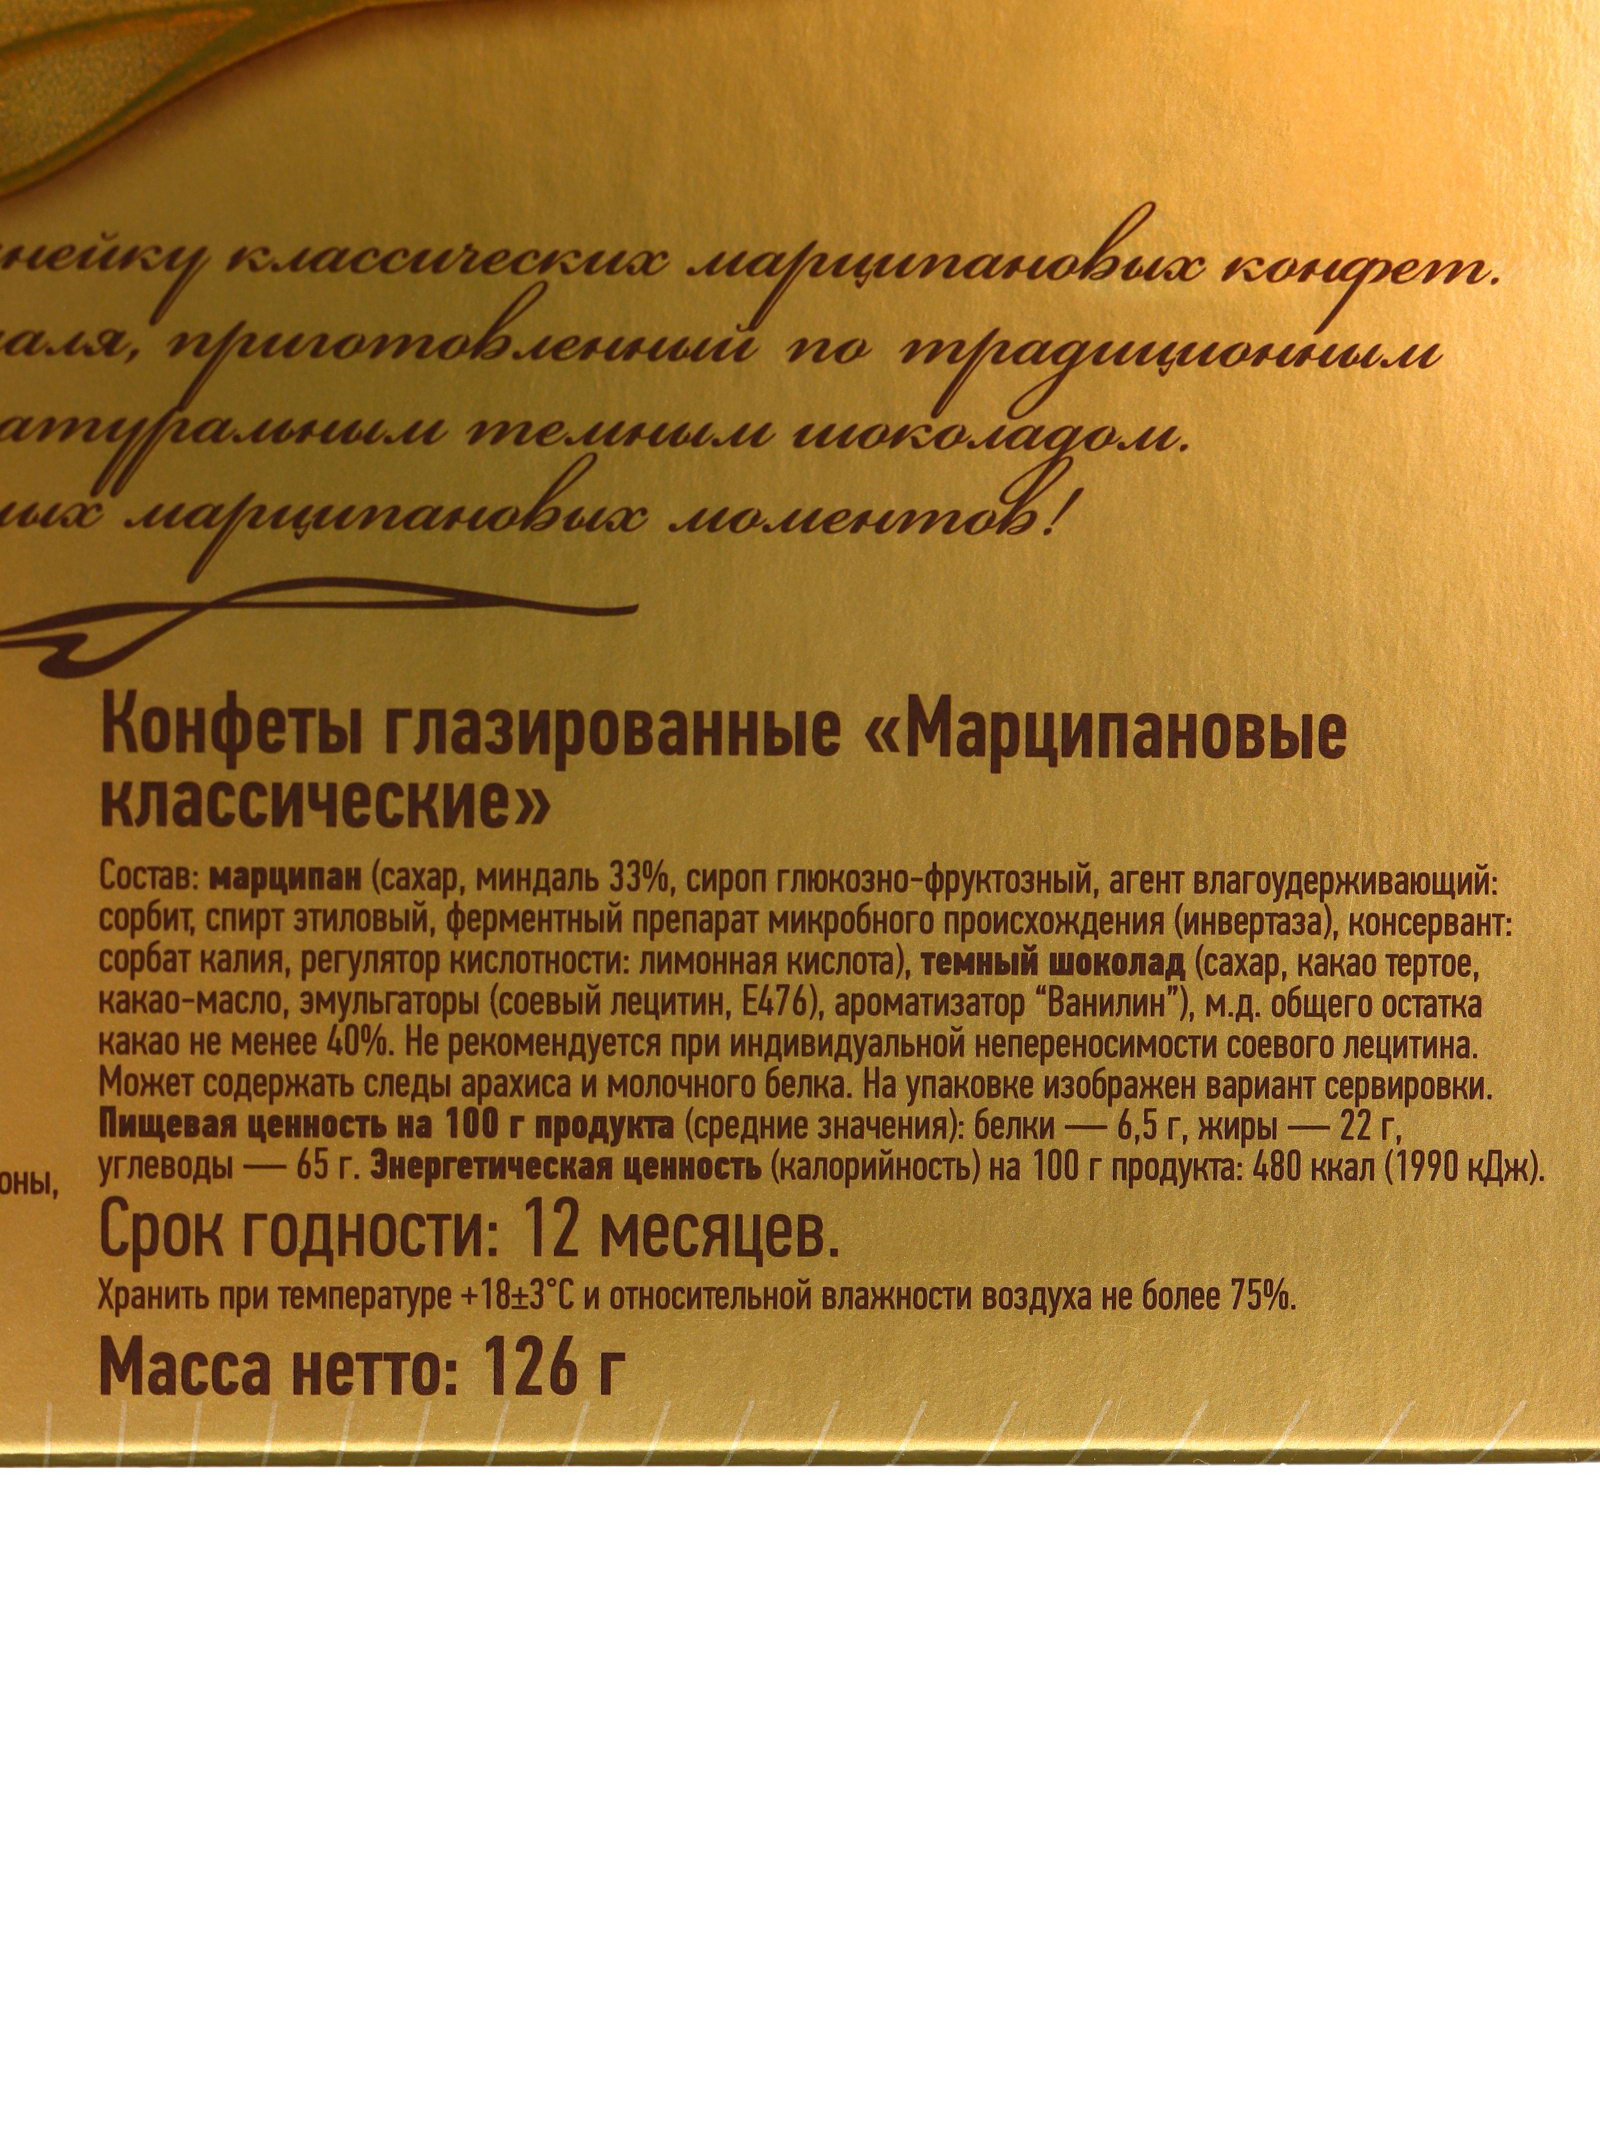 нейку классических марципановых конфет.
аля, приготовленный по традиционным
атуральным темным шоколадом.
ых марципановых моментов!
Конфеты глазированные «Марципановые
классические»
Состав: марципан (сахар, миндаль 33%, сироп глюкозно-фруктозный, агент влагоудерживающий:
сорбит, спирт этиловый, ферментный препарат микробного происхождения (инвертаза), консервант:
сорбат калия, регулятор кислотности: лимонная кислота), темный шоколад (сахар, какао тертое,
какао-масло, эмульгаторы (соевый лецитин, Е476), ароматизатор “Ванилин”), м.д. общего остатка
какао не менее 40%. Не рекомендуется при индивидуальной непереносимости соевого лецитина.
Может содержать следы арахиса и молочного белка. На упаковке изображен вариант сервировки.
Пищевая ценность на 100 г продукта (средние значения): белки — 6,5 г, жиры — 22 г,
углеводы — 65 г. Энергетическая ценность (калорийность) на 100 г продукта: 480 ккал (1990 кДж).
оны,
Срок годности: 12 месяцев.
Хранить при температуре +18±3°С и относительной влажности воздуха не более 75%.
Масса нетто: 126 г